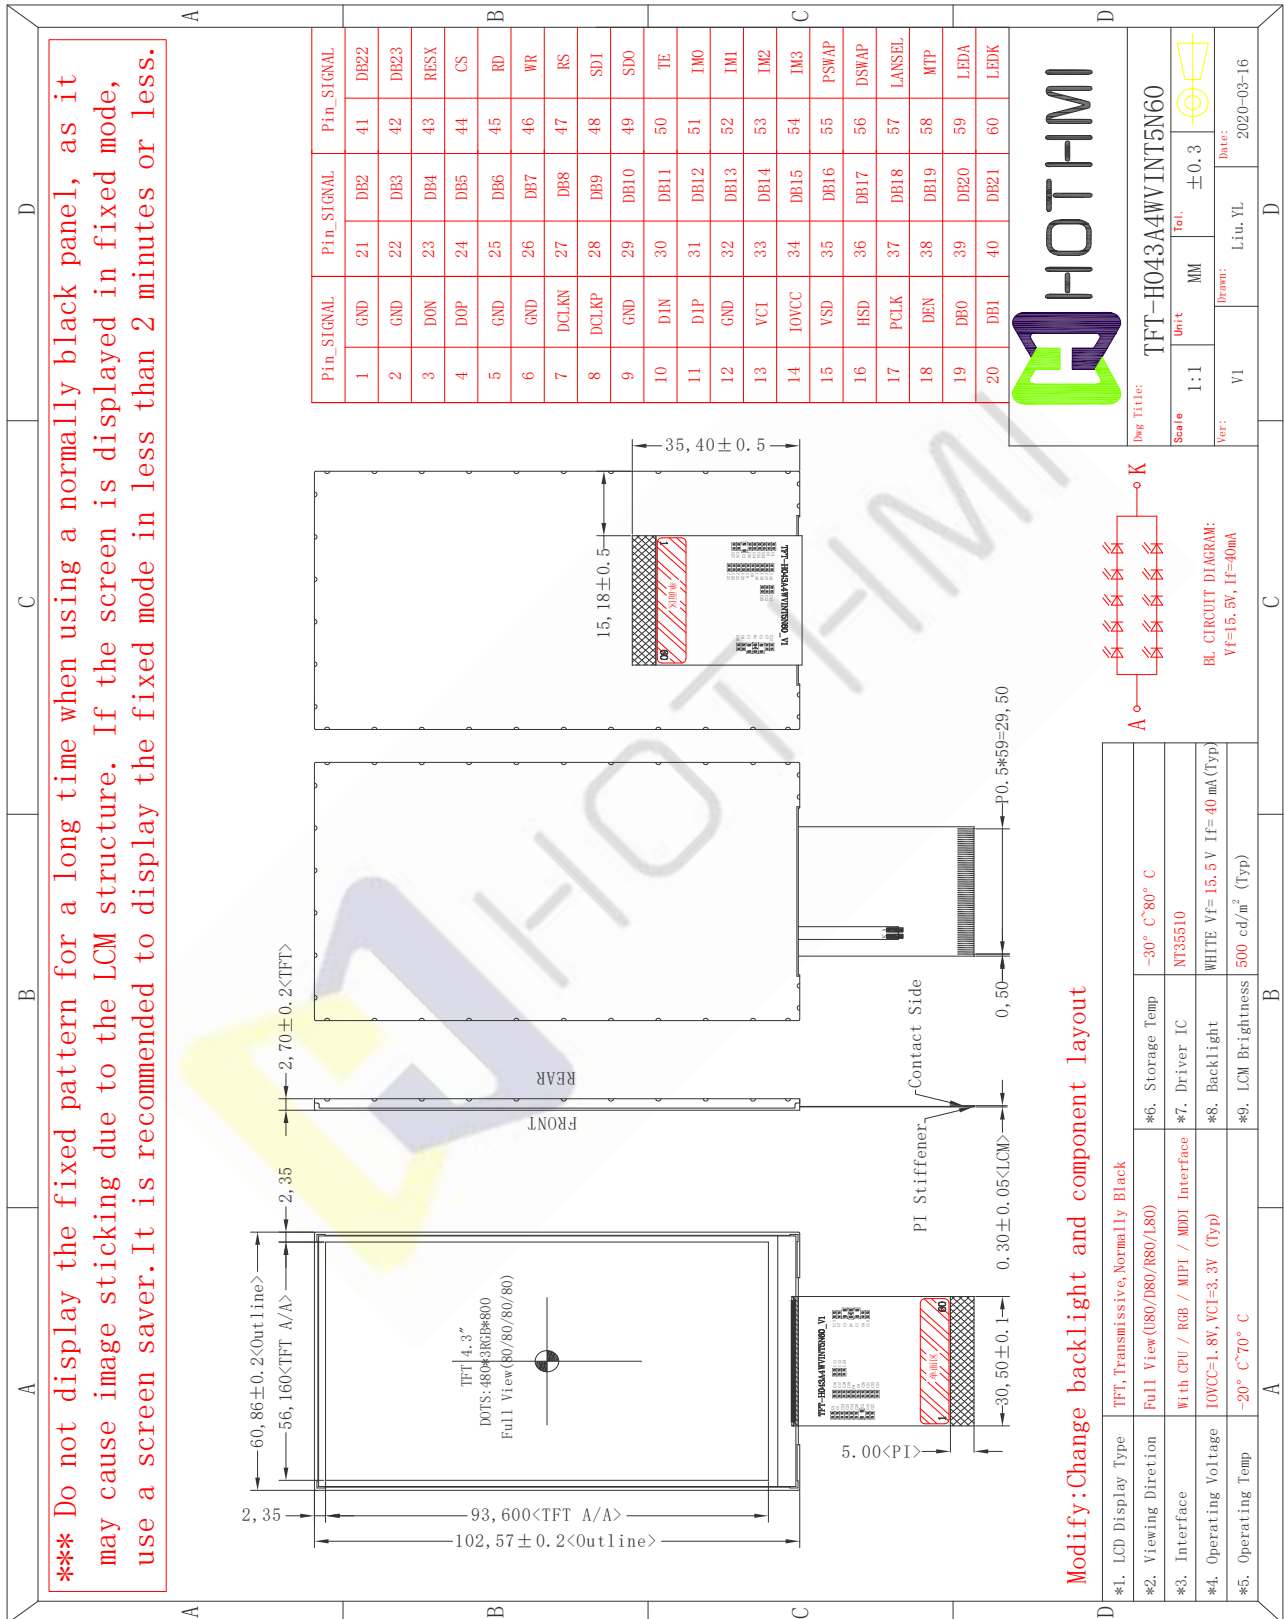 *** Do not display the fixed pattern for a long time when using a normally black panel, as it
may cause image sticking due to the LCM structure. If the screen is displayed in fixed mode,
use a screen saver.It is recommended to display the fixed mode in less than 2 minutes or less.
A
B
C
D
A
B
C
D
A
B
C
D
A
B
C
D
2,35
93,600<TFT A/A>
102,57±0.2<Outline>
60,86±0.2<Outline>
56,160<TFT A/A>
2,35
TFT 4.3"
DOTS:480*3RGB*800
Full View(80/80/80/80)
TFT-H043A4WVINT5N60_V1
单面区
1
60
5.00<PI>
30,50±0.1
2,70±0.2<TFT>
FRONT
REAR
PI Stiffener
Contact Side
0.30±0.05<LCM>
0,50
P0.5*59=29,50
35,40±0.5
15,18±0.5
1
60
单面区
TFT-H043A4WVINT5N60_V1
Pin_SIGNAL Pin_SIGNAL Pin_SIGNAL
1 GND 21 DB2 41 DB22
2 GND 22 DB3 42 DB23
3 D0N 23 DB4 43 RESX
4 D0P 24 DB5 44 CS
5 GND 25 DB6 45 RD
6 GND 26 DB7 46 WR
7 DCLKN 27 DB8 47 RS
8 DCLKP 28 DB9 48 SDI
9 GND 29 DB10 49 SDO
10 D1N 30 DB11 50 TE
11 D1P 31 DB12 51 IM0
12 GND 32 DB13 52 IM1
13 VCI 33 DB14 53 IM2
14 IOVCC 34 DB15 54 IM3
15 VSD 35 DB16 55 PSWAP
16 HSD 36 DB17 56 DSWAP
17 PCLK 37 DB18 57 LANSEL
18 DEN 38 DB19 58 MTP
19 DB0 39 DB20 59 LEDA
20 DB1 40 DB21 60 LEDK
HOTHMI
Modify:Change backlight and component layout
*1. LCD Display Type TFT,Transmissive,Normally Black
*2. Viewing Diretion Full View(U80/D80/R80/L80) *6. Storage Temp -30° C~80° C
*3. Interface With CPU / RGB / MIPI / MDDI Interface *7. Driver IC NT35510
*4. Operating Voltage IOVCC=1.8V,VCI=3.3V (Typ) *8. Backlight WHITE Vf= 15.5 V If= 40 mA(Typ)
*5. Operating Temp -20° C~70° C *9. LCM Brightness 500 cd/m² (Typ)
A
K
BL CIRCUIT DIAGRAM:
Vf=15.5V,If=40mA
HOTHMI
Dwg Title: TFT-H043A4WVINT5N60
Scale 1:1 Unit MM Tol. ±0.3
Ver: V1 Drawn: Liu.YL Date: 2020-03-16